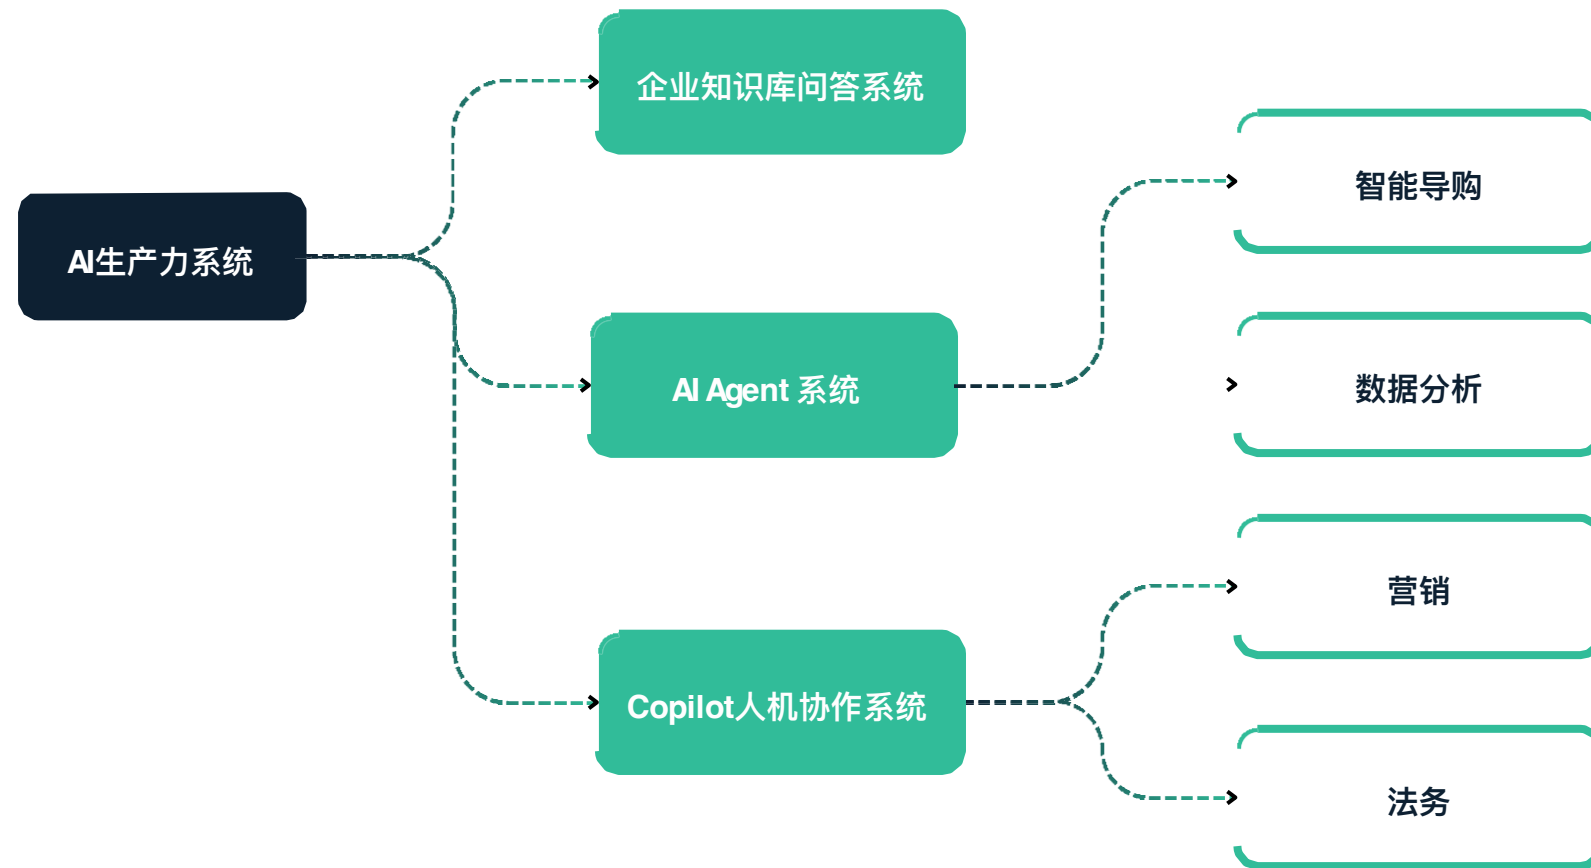 企业知识库问答系统
智能导购
AI生产力系统
AI Agent 系统
数据分析
营销
Copilot人机协作系统
法务